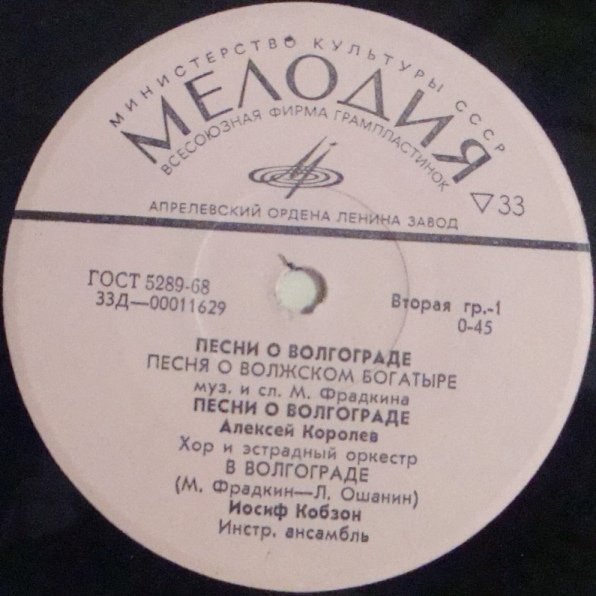 МИНИСТЕРСТВО КУЛЬТУРЫ СССР
МЕЛОДИЯ
ВСЕСОЮЗНАЯ ФИРМА ГРАМПЛАСТИНОК
▽33
АПРЕЛЕВСКИЙ ОРДЕНА ЛЕНИНА ЗАВОД
ГОСТ 5289-68
33Д—00011629
Вторая гр.-1
0-45
ПЕСНИ О ВОЛГОГРАДЕ
ПЕСНЯ О ВОЛЖСКОМ БОГАТЫРЕ
муз. и сл. М. Фрадкина
ПЕСНИ О ВОЛГОГРАДЕ
Алексей Королев
Хор и эстрадный оркестр
В ВОЛГОГРАДЕ
(М. Фрадкин—Л. Ошанин)
Иосиф Кобзон
Инстр. ансамбль